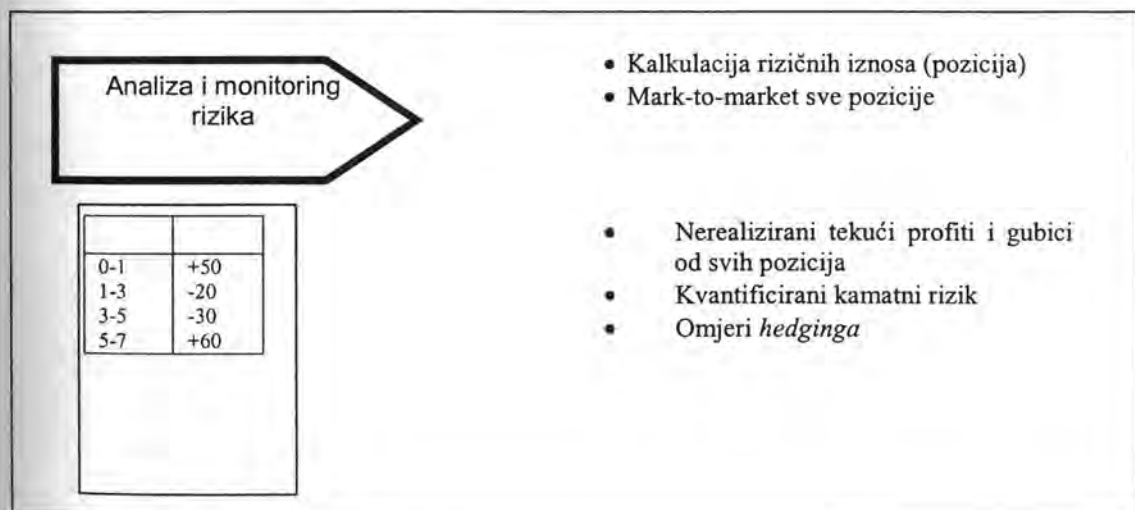 Analiza i monitoring
rizika
• Kalkulacija rizičnih iznosa (pozicija)
• Mark-to-market sve pozicije
0-1 +50
1-3 -20
3-5 -30
5-7 +60
• Nerealizirani tekući profiti i gubici
od svih pozicija
• Kvantificirani kamatni rizik
• Omjeri hedginga